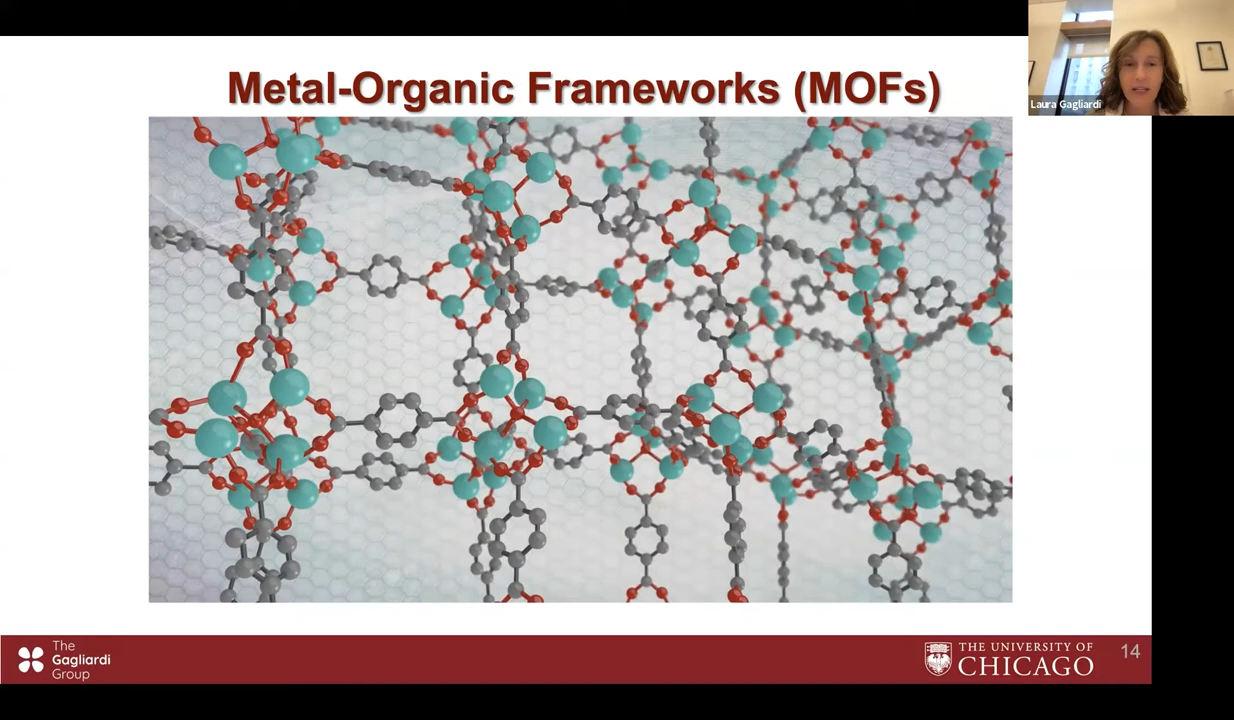 Metal-Organic Frameworks (MOFs)
Laura Gagliardi
The
Gagliardi
Group
THE UNIVERSITY OF
CHICAGO
14